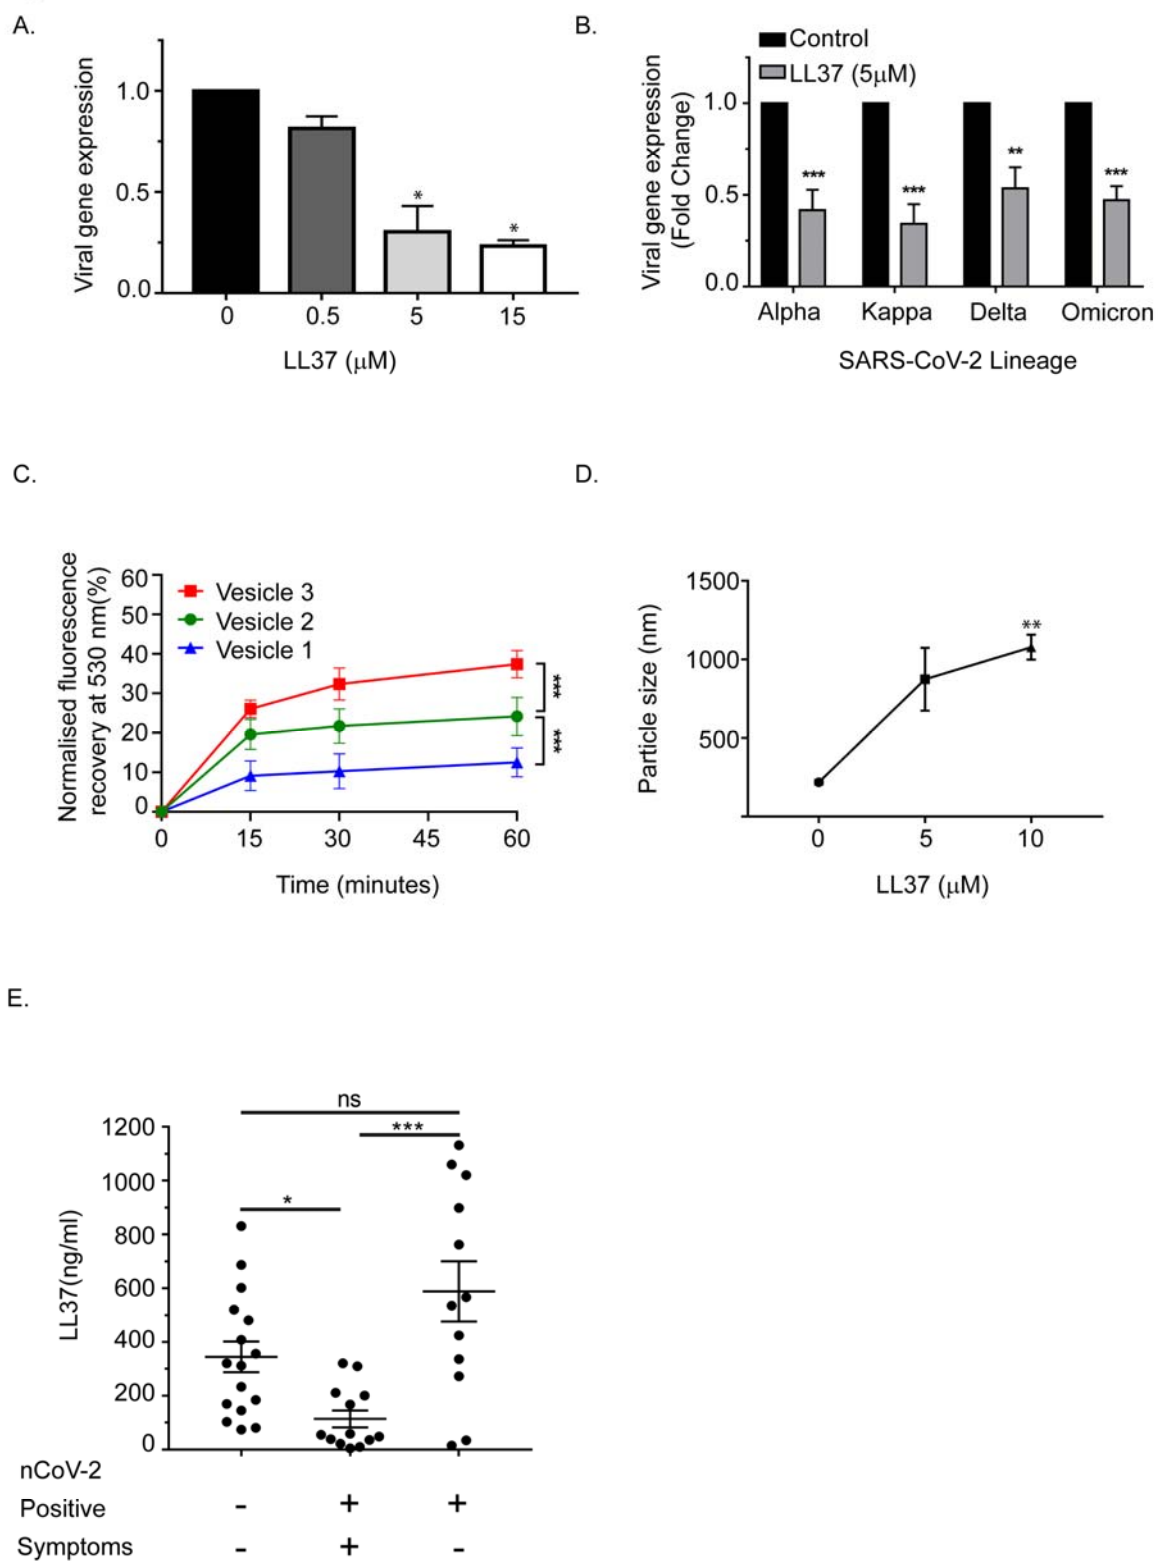 A.
Viral gene expression
1.0
0.5
0.0
*
*
0
0.5
5
15
LL37 (μM)
B.
Control
LL37 (5μM)
Viral gene expression
(Fold Change)
1.0
0.5
0.0
***
***
**
***
Alpha
Kappa
Delta
Omicron
SARS-CoV-2 Lineage
C.
Normalised fluorescence
recovery at 530 nm(%)
60
50
40
30
20
10
0
Vesicle 3
Vesicle 2
Vesicle 1
***
***
0
15
30
45
60
Time (minutes)
D.
Particle size (nm)
1500
1000
500
**
0
5
10
LL37 (μM)
E.
ns
***
*
LL37(ng/ml)
1200
1000
800
600
400
200
0
nCoV-2
Positive - + +
Symptoms - + -